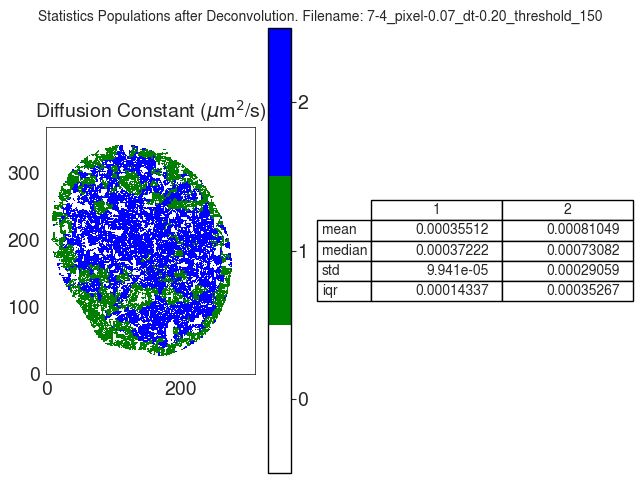 Statistics Populations after Deconvolution. Filename: 7-4_pixel-0.07_dt-0.20_threshold_150
Diffusion Constant (μm²/s)
300
200
100
0
0 200
2
1
0
1 2
mean 0.00035512 0.00081049
median 0.00037222 0.00073082
std 9.941e-05 0.00029059
iqr 0.00014337 0.00035267